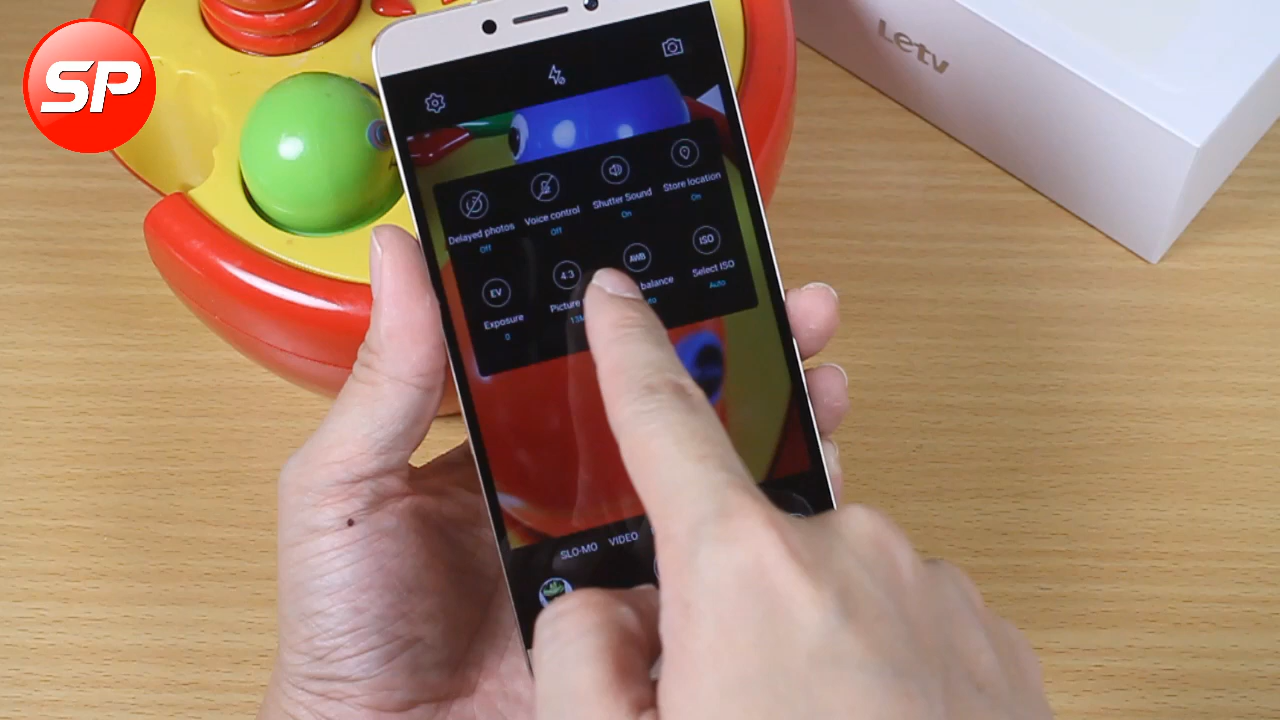 SP
Letv
Delayed photos
Off
Voice control
Off
Shutter Sound
On
Store location
On
EV
Exposure
0
4:3
Picture
13M
AWB
balance
ISO
Select ISO
Auto
SLO-MO VIDEO